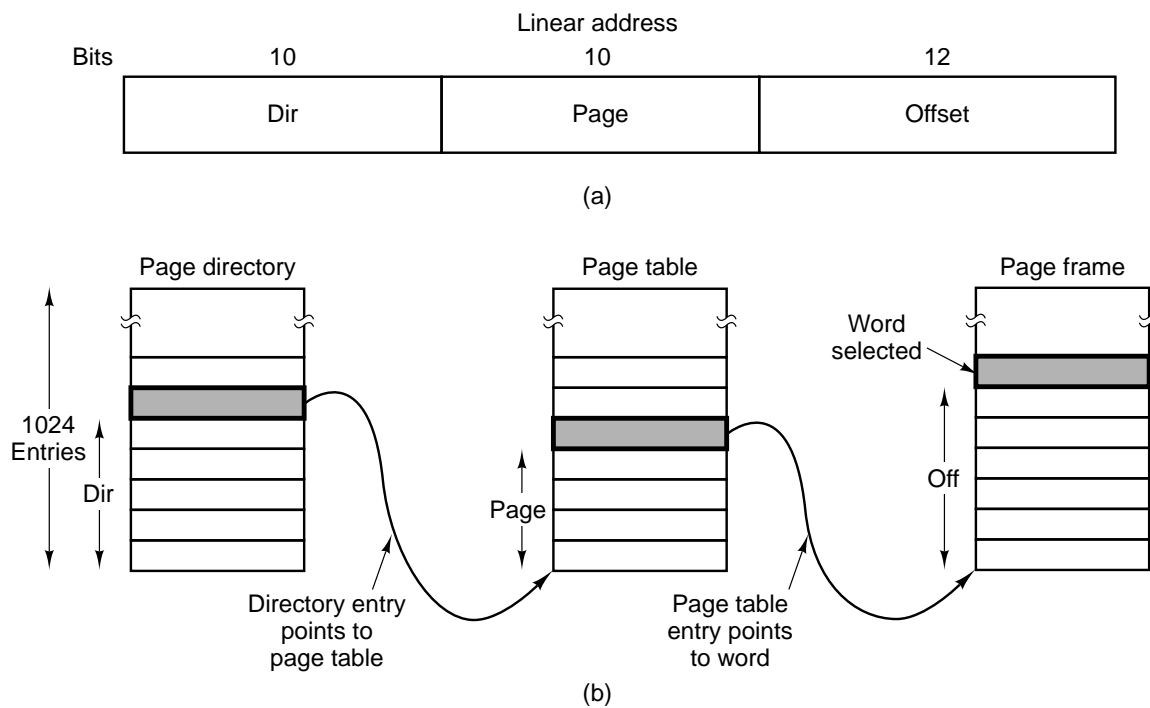 Linear address
Bits 10 10 12
Dir Page Offset
(a)
Page directory Page table Page frame
Word
selected
1024
Entries
Dir
Page
Off
Directory entry
points to
page table
Page table
entry points
to word
(b)